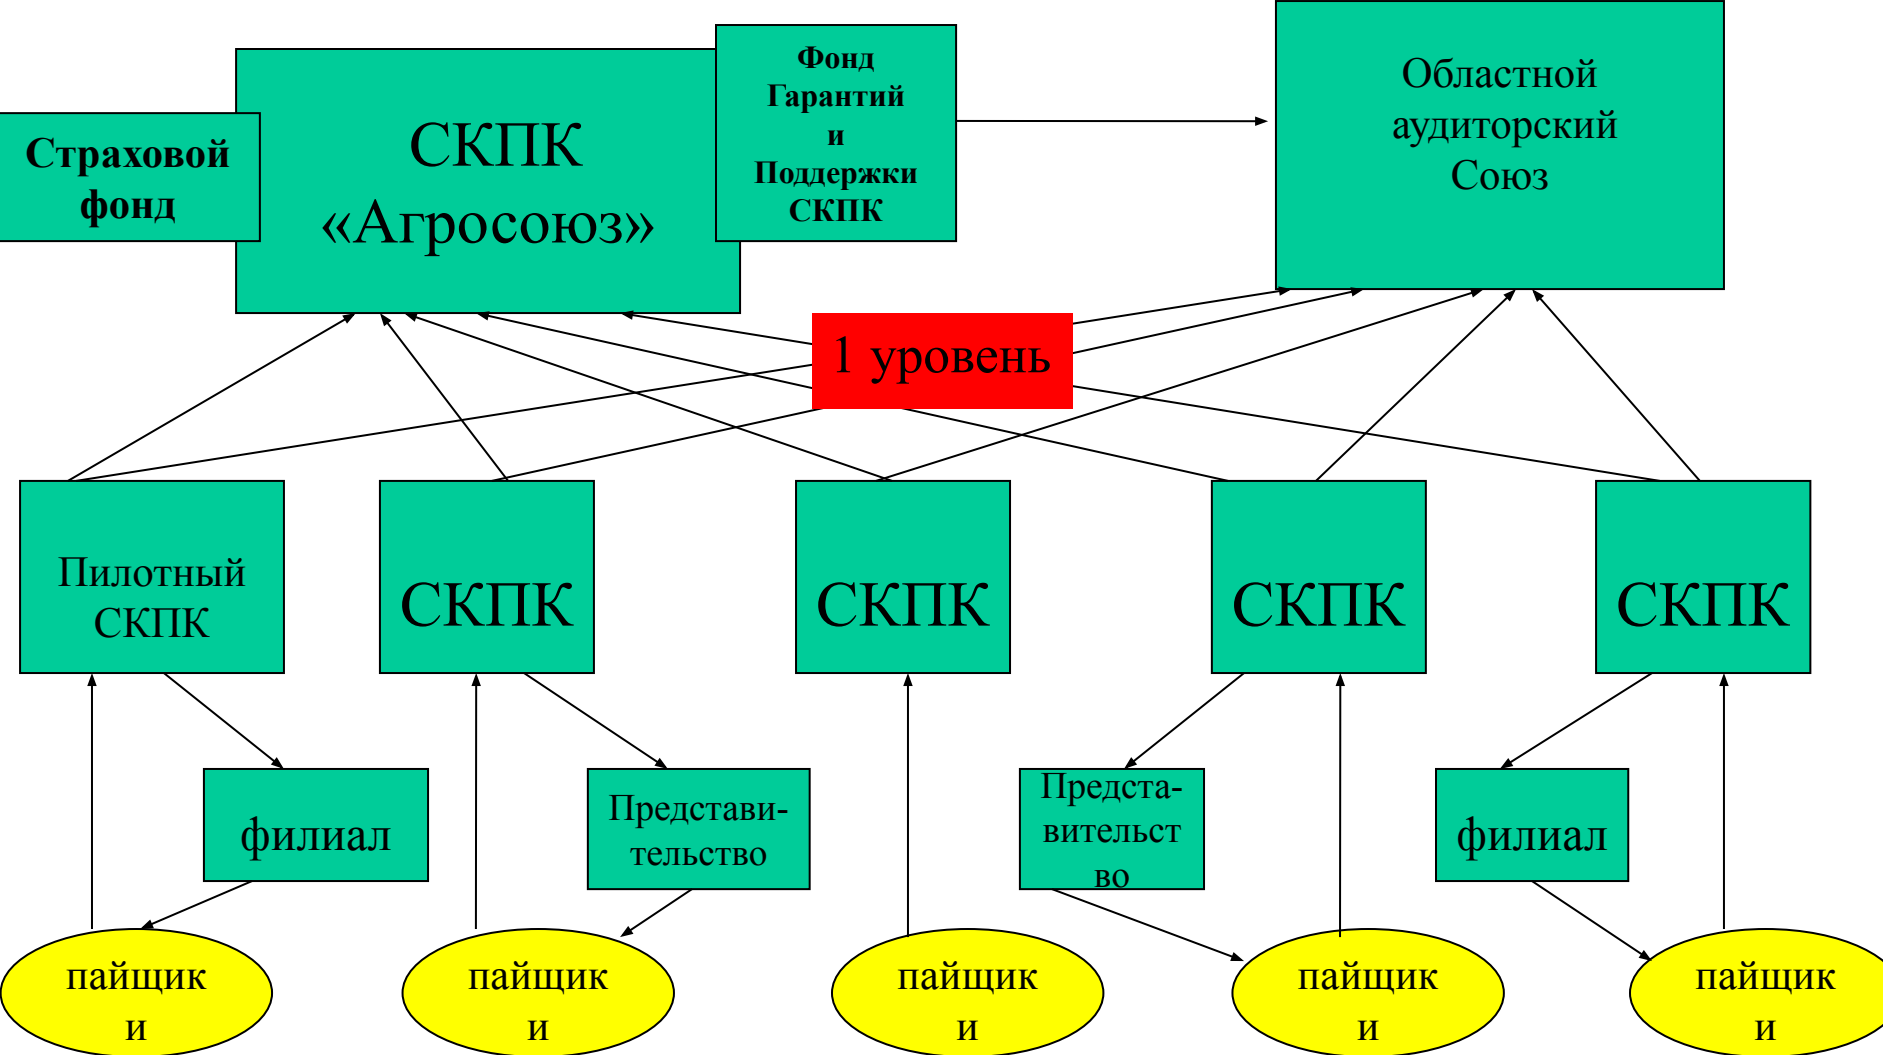 Страховой
фонд
СКПК
«Агросоюз»
Фонд
Гарантий
и
Поддержки
СКПК
Областной
аудиторский
Союз
1 уровень
Пилотный
СКПК
СКПК
СКПК
СКПК
СКПК
филиал
Представи-
тельство
Предста-
вительст
во
филиал
пайщик
и
пайщик
и
пайщик
и
пайщик
и
пайщик
и